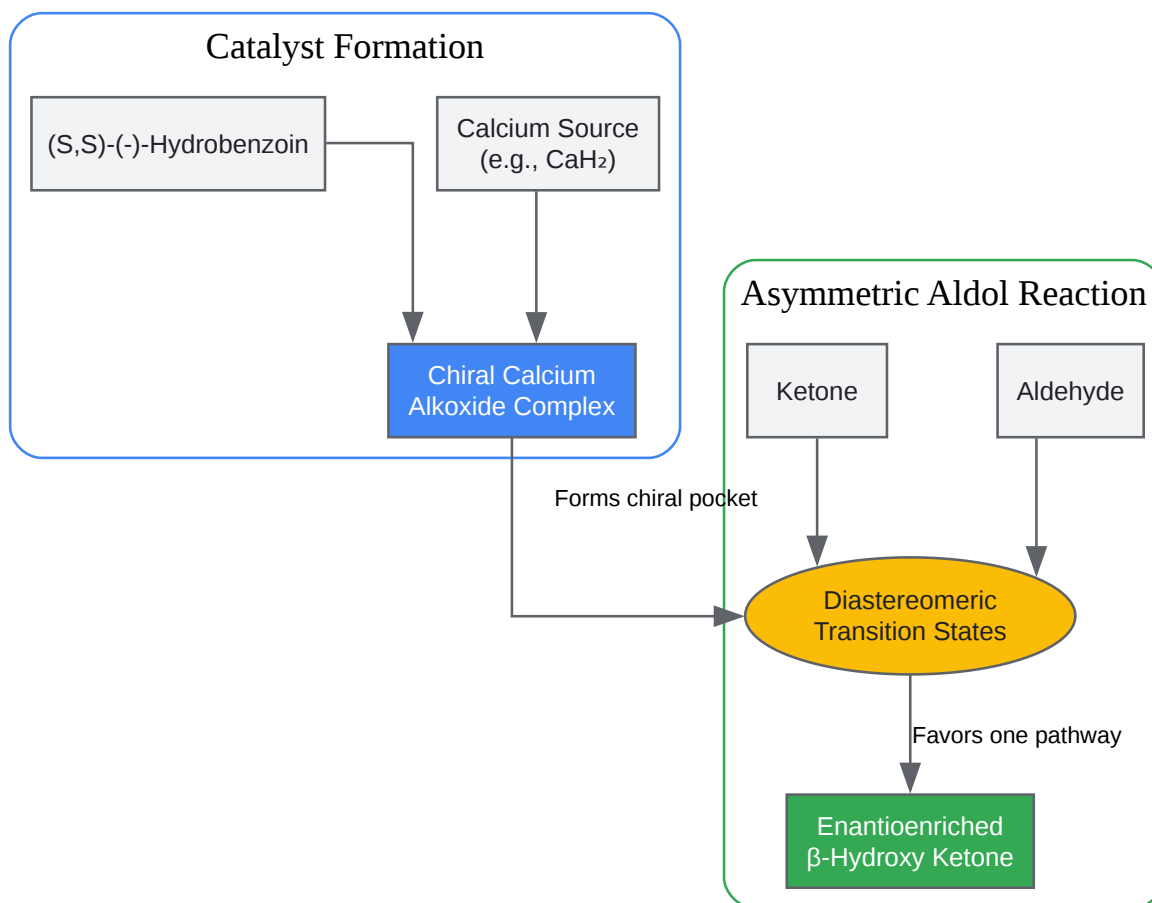 Catalyst Formation
(S,S)-(-)-Hydrobenzoin
Calcium Source
(e.g., CaH₂)
Chiral Calcium
Alkoxide Complex
Asymmetric Aldol Reaction
Ketone
Aldehyde
Forms chiral pocket
Diastereomeric
Transition States
Favors one pathway
Enantioenriched
β-Hydroxy Ketone